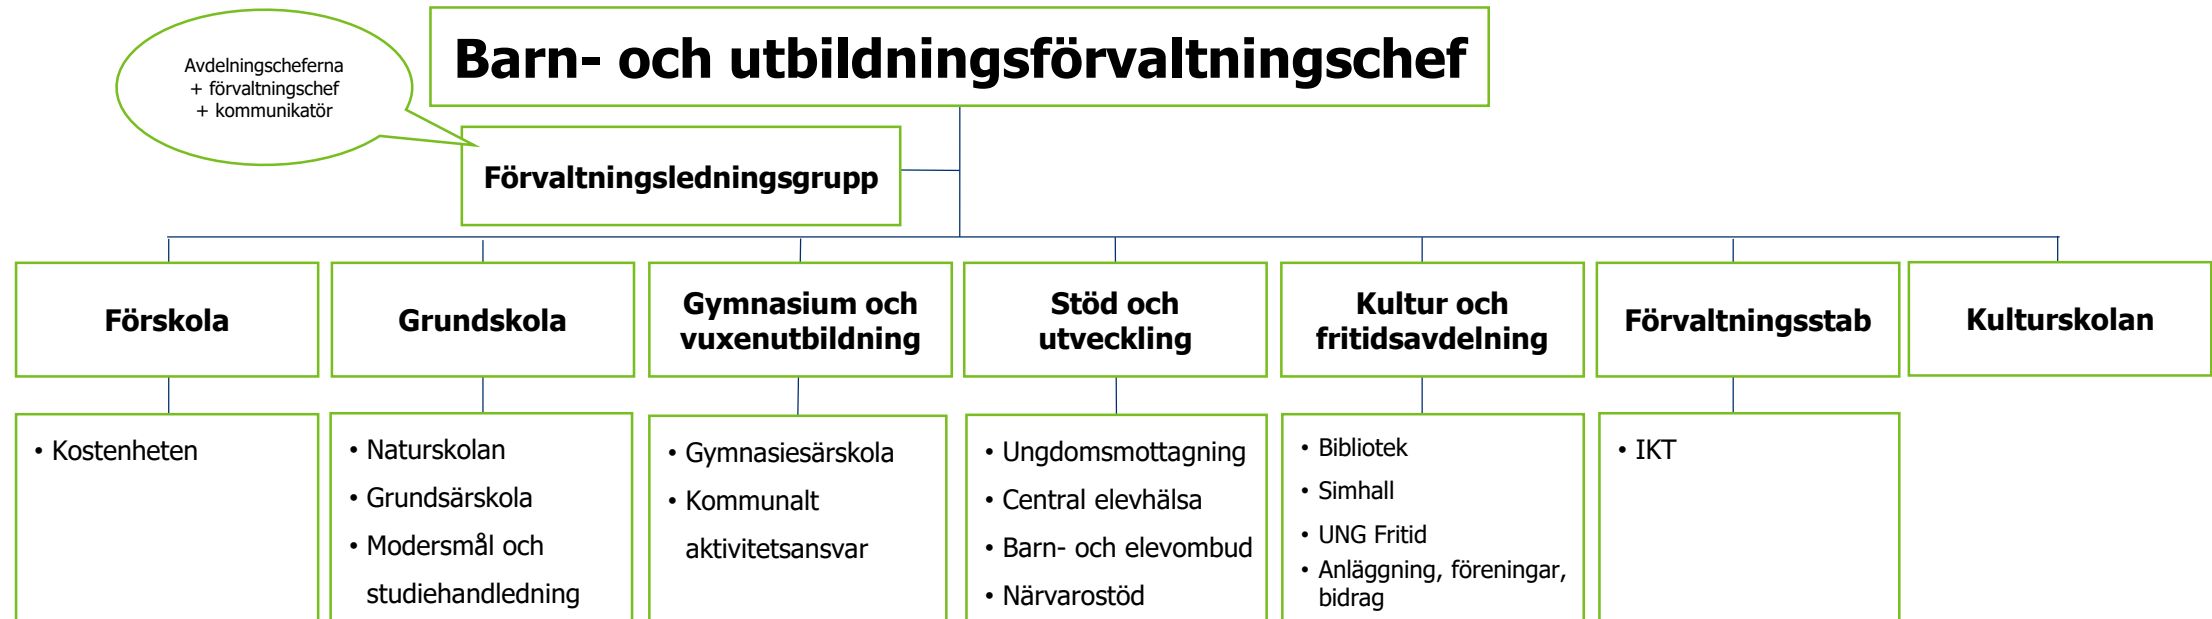 Avdelningscheferna
+ förvaltningschef
+ kommunikatör
Barn- och utbildningsförvaltningschef
Förvaltningsledningsgrupp
Förskola
Grundskola
Gymnasium och
vuxenutbildning
Stöd och
utveckling
Kultur och
fritidsavdelning
Förvaltningsstab
Kulturskolan
• Kostenheten
• Naturskolan
• Grundsärskola
• Modersmål och
studiehandledning
• Gymnasiesärskola
• Kommunalt
aktivitetsansvar
• Ungdomsmottagning
• Central elevhälsa
• Barn- och elevombud
• Närvarostöd
• Bibliotek
• Simhall
• UNG Fritid
• Anläggning, föreningar,
bidrag
• IKT